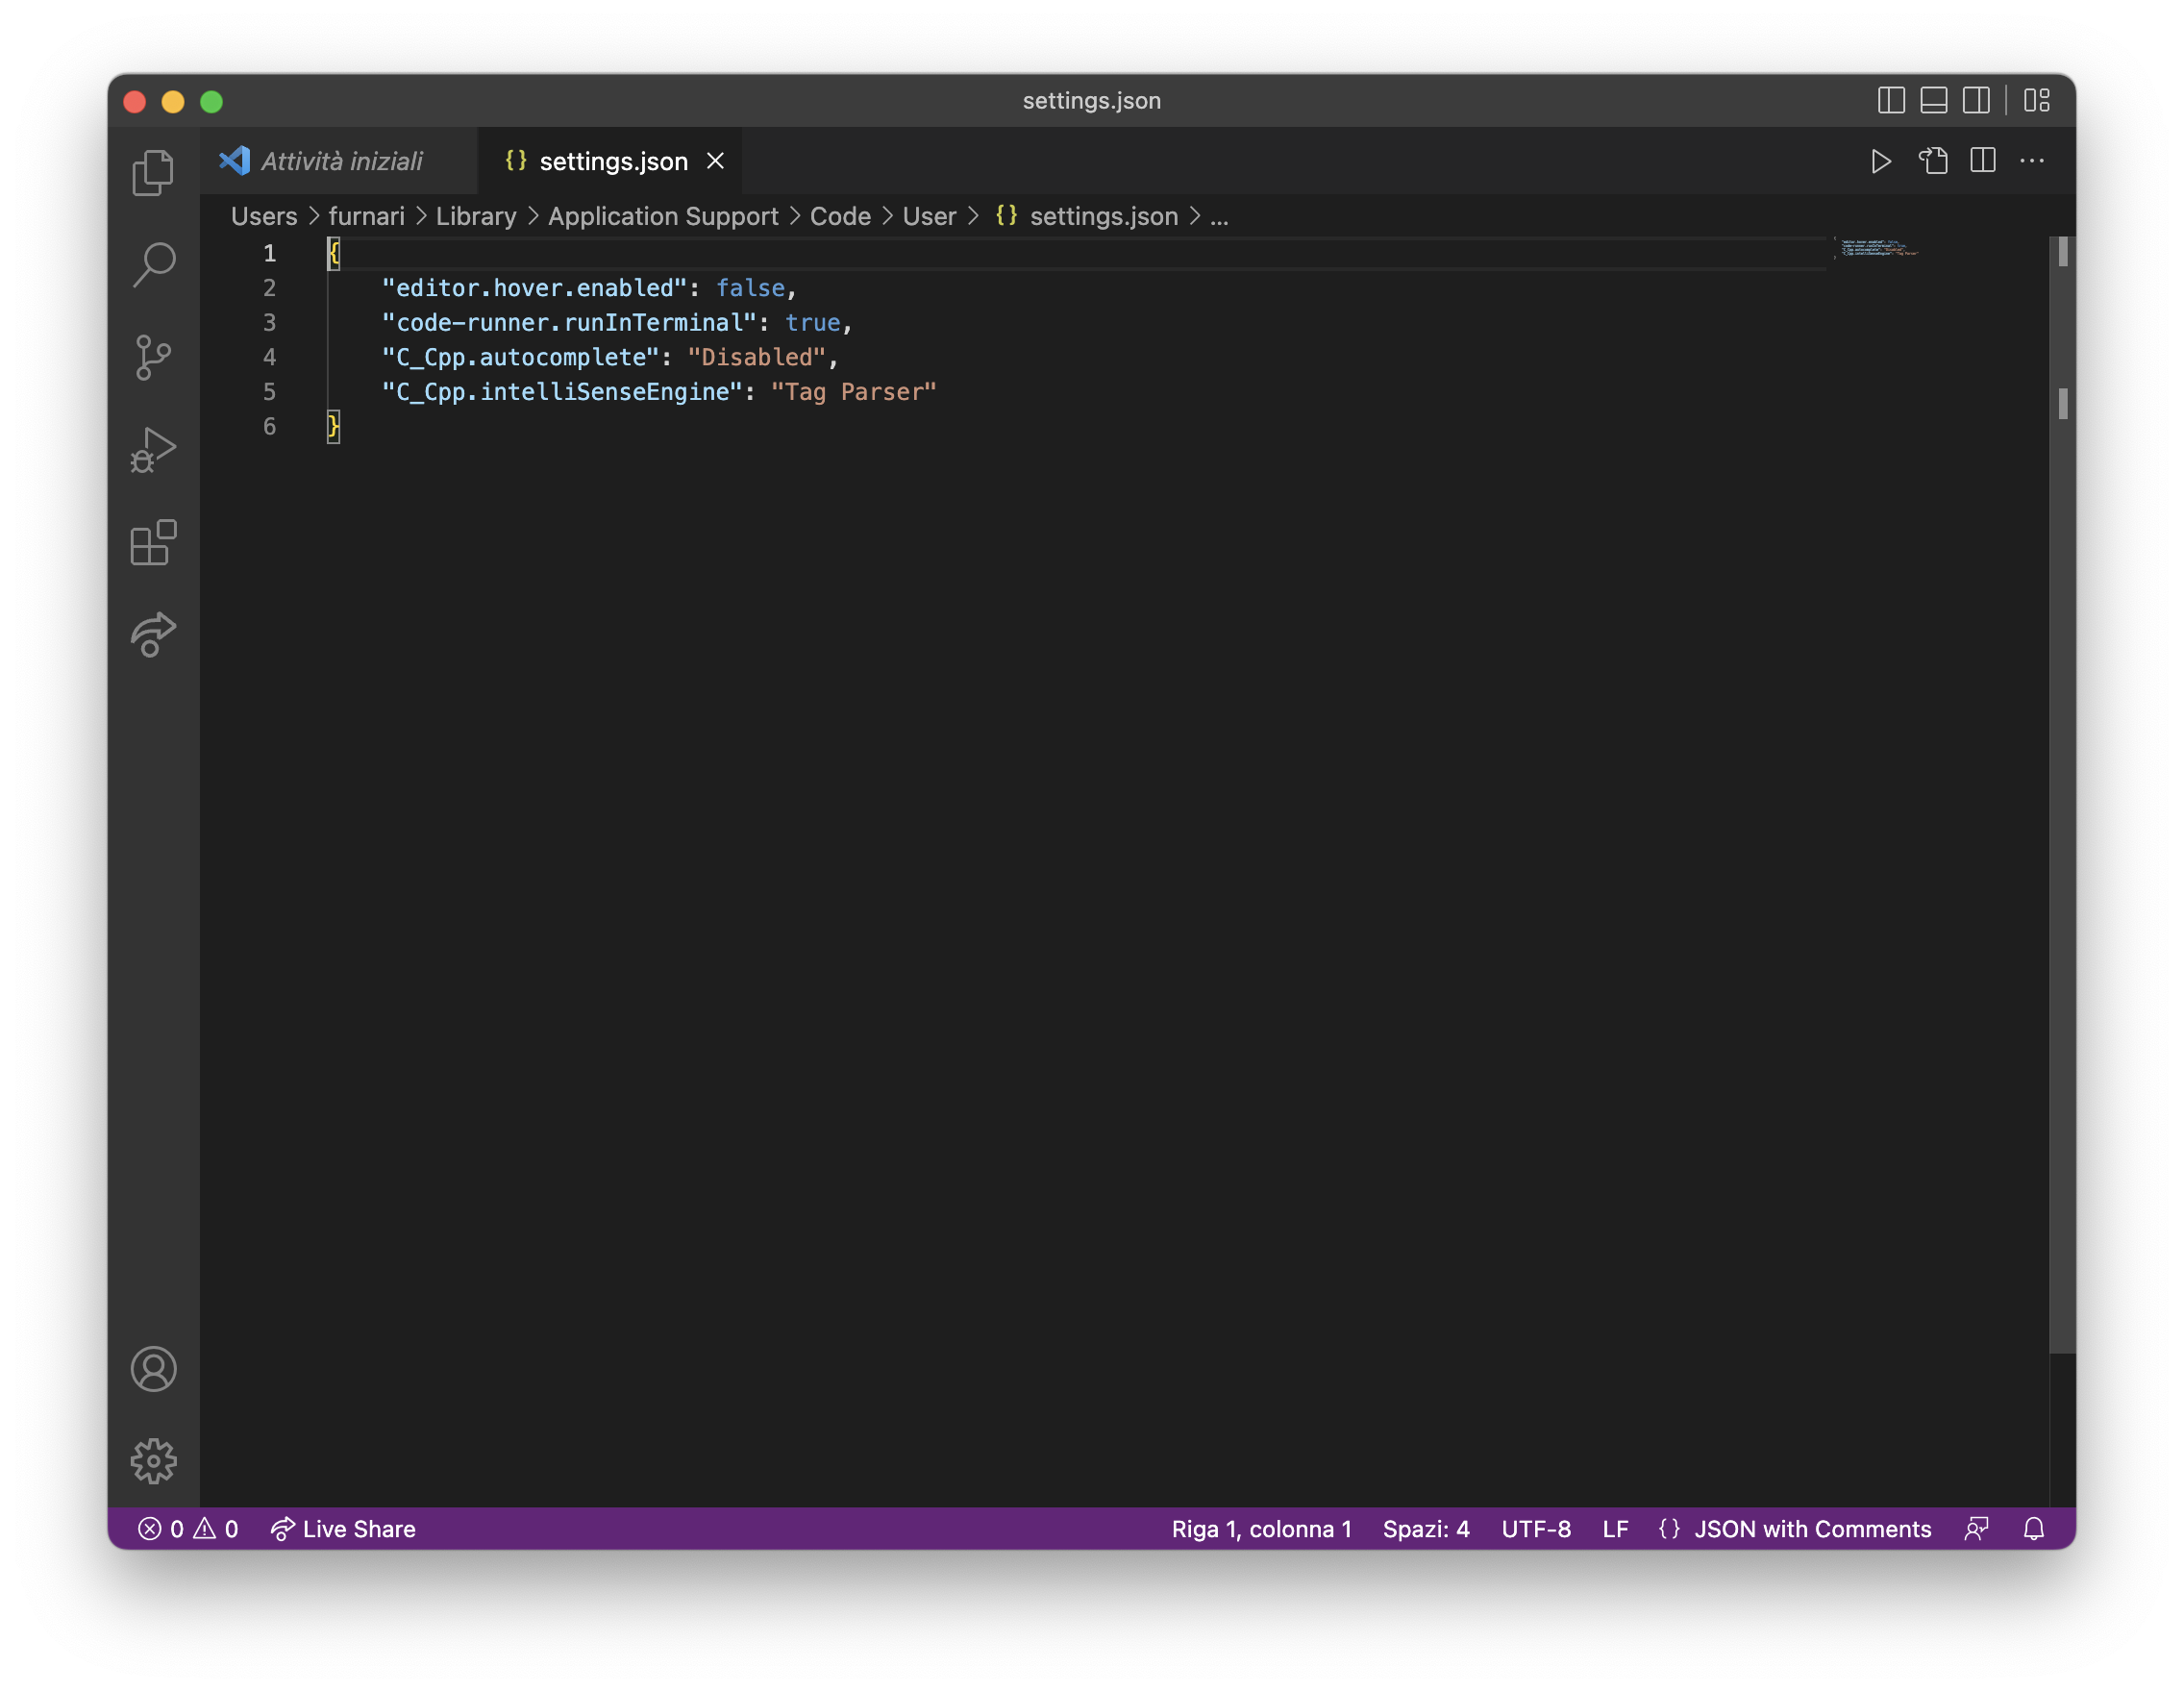 settings.json
Attività iniziali
{} settings.json
Users > furnari > Library > Application Support > Code > User > {} settings.json > ...
1 {
2 "editor.hover.enabled": false,
3 "code-runner.runInTerminal": true,
4 "C_Cpp.autocomplete": "Disabled",
5 "C_Cpp.intelliSenseEngine": "Tag Parser"
6 }
0 0 Live Share Riga 1, colonna 1 Spazi: 4 UTF-8 LF {} JSON with Comments